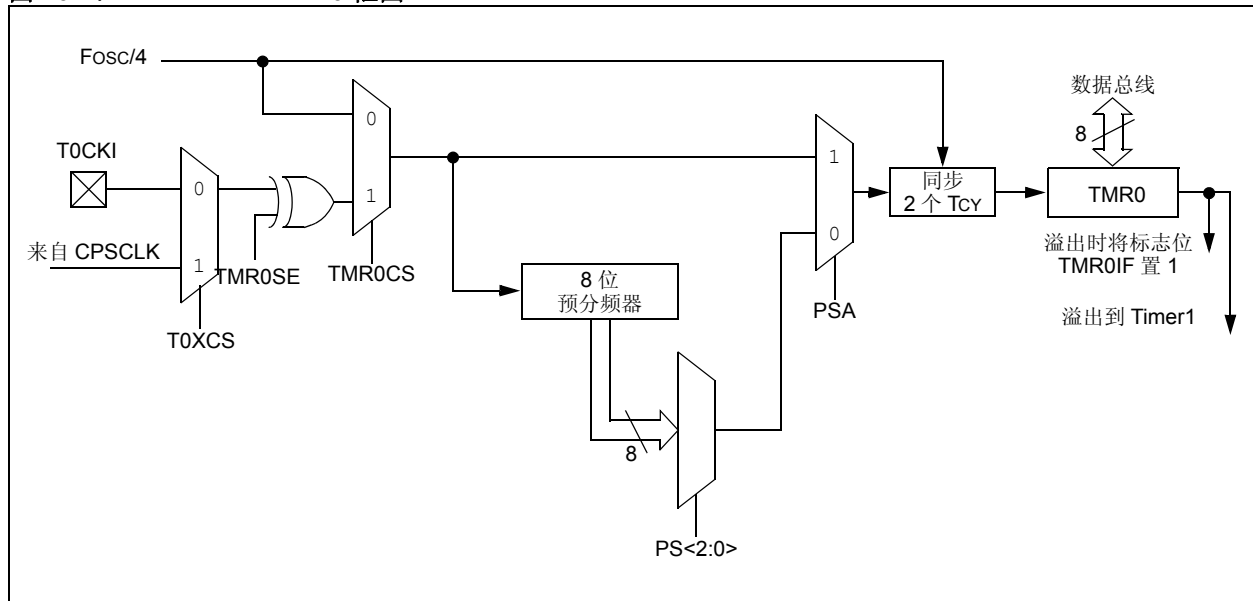 FOSC/4
数据总线
8
0
T0CKI
1
同步
2 个 TCY
TMR0
0
1
来自 CPSCLK
1
TMR0SE
TMR0CS
0
溢出时将标志位
TMR0IF 置 1
8 位
预分频器
PSA
溢出到 Timer1
T0XCS
8
PS<2:0>